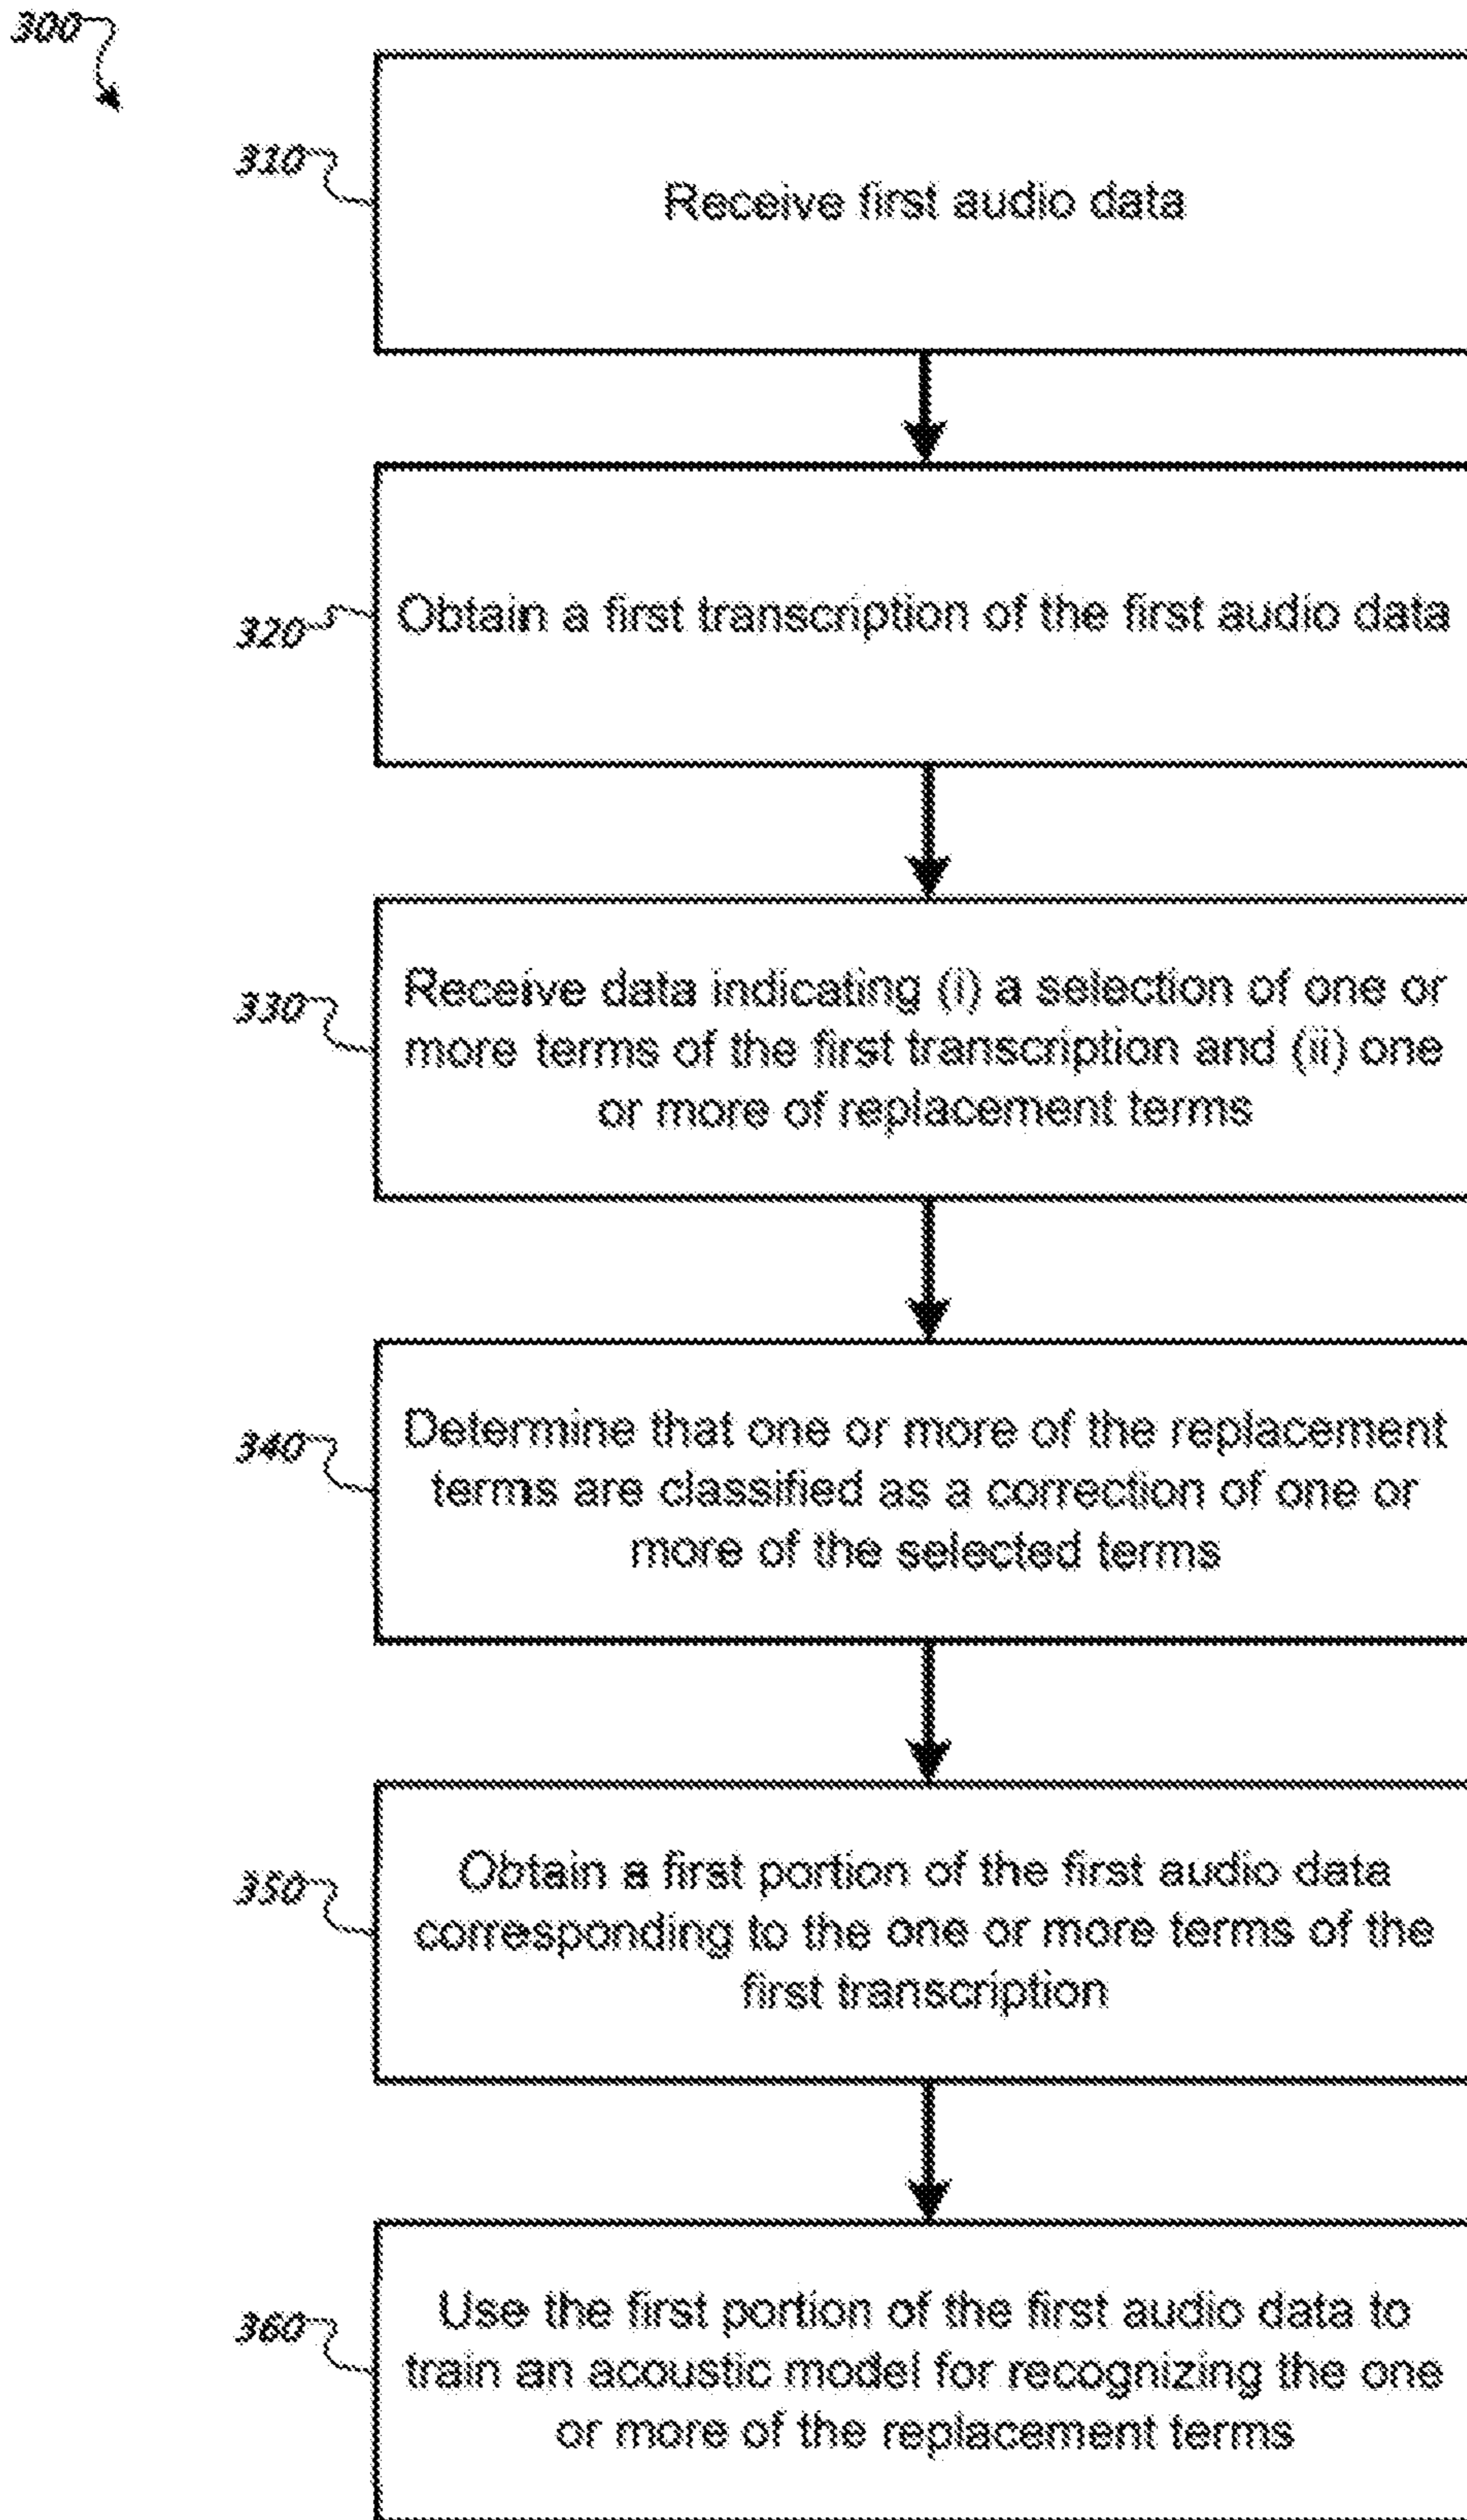 300
310
Receive first audio data
320
Obtain a first transcription of the first audio data
330
Receive data indicating (i) a selection of one or
more terms of the first transcription and (ii) one
or more of replacement terms
340
Determine that one or more of the replacement
terms are classified as a correction of one or
more of the selected terms
350
Obtain a first portion of the first audio data
corresponding to the one or more terms of the
first transcription
360
Use the first portion of the first audio data to
train an acoustic model for recognizing the one
or more of the replacement terms